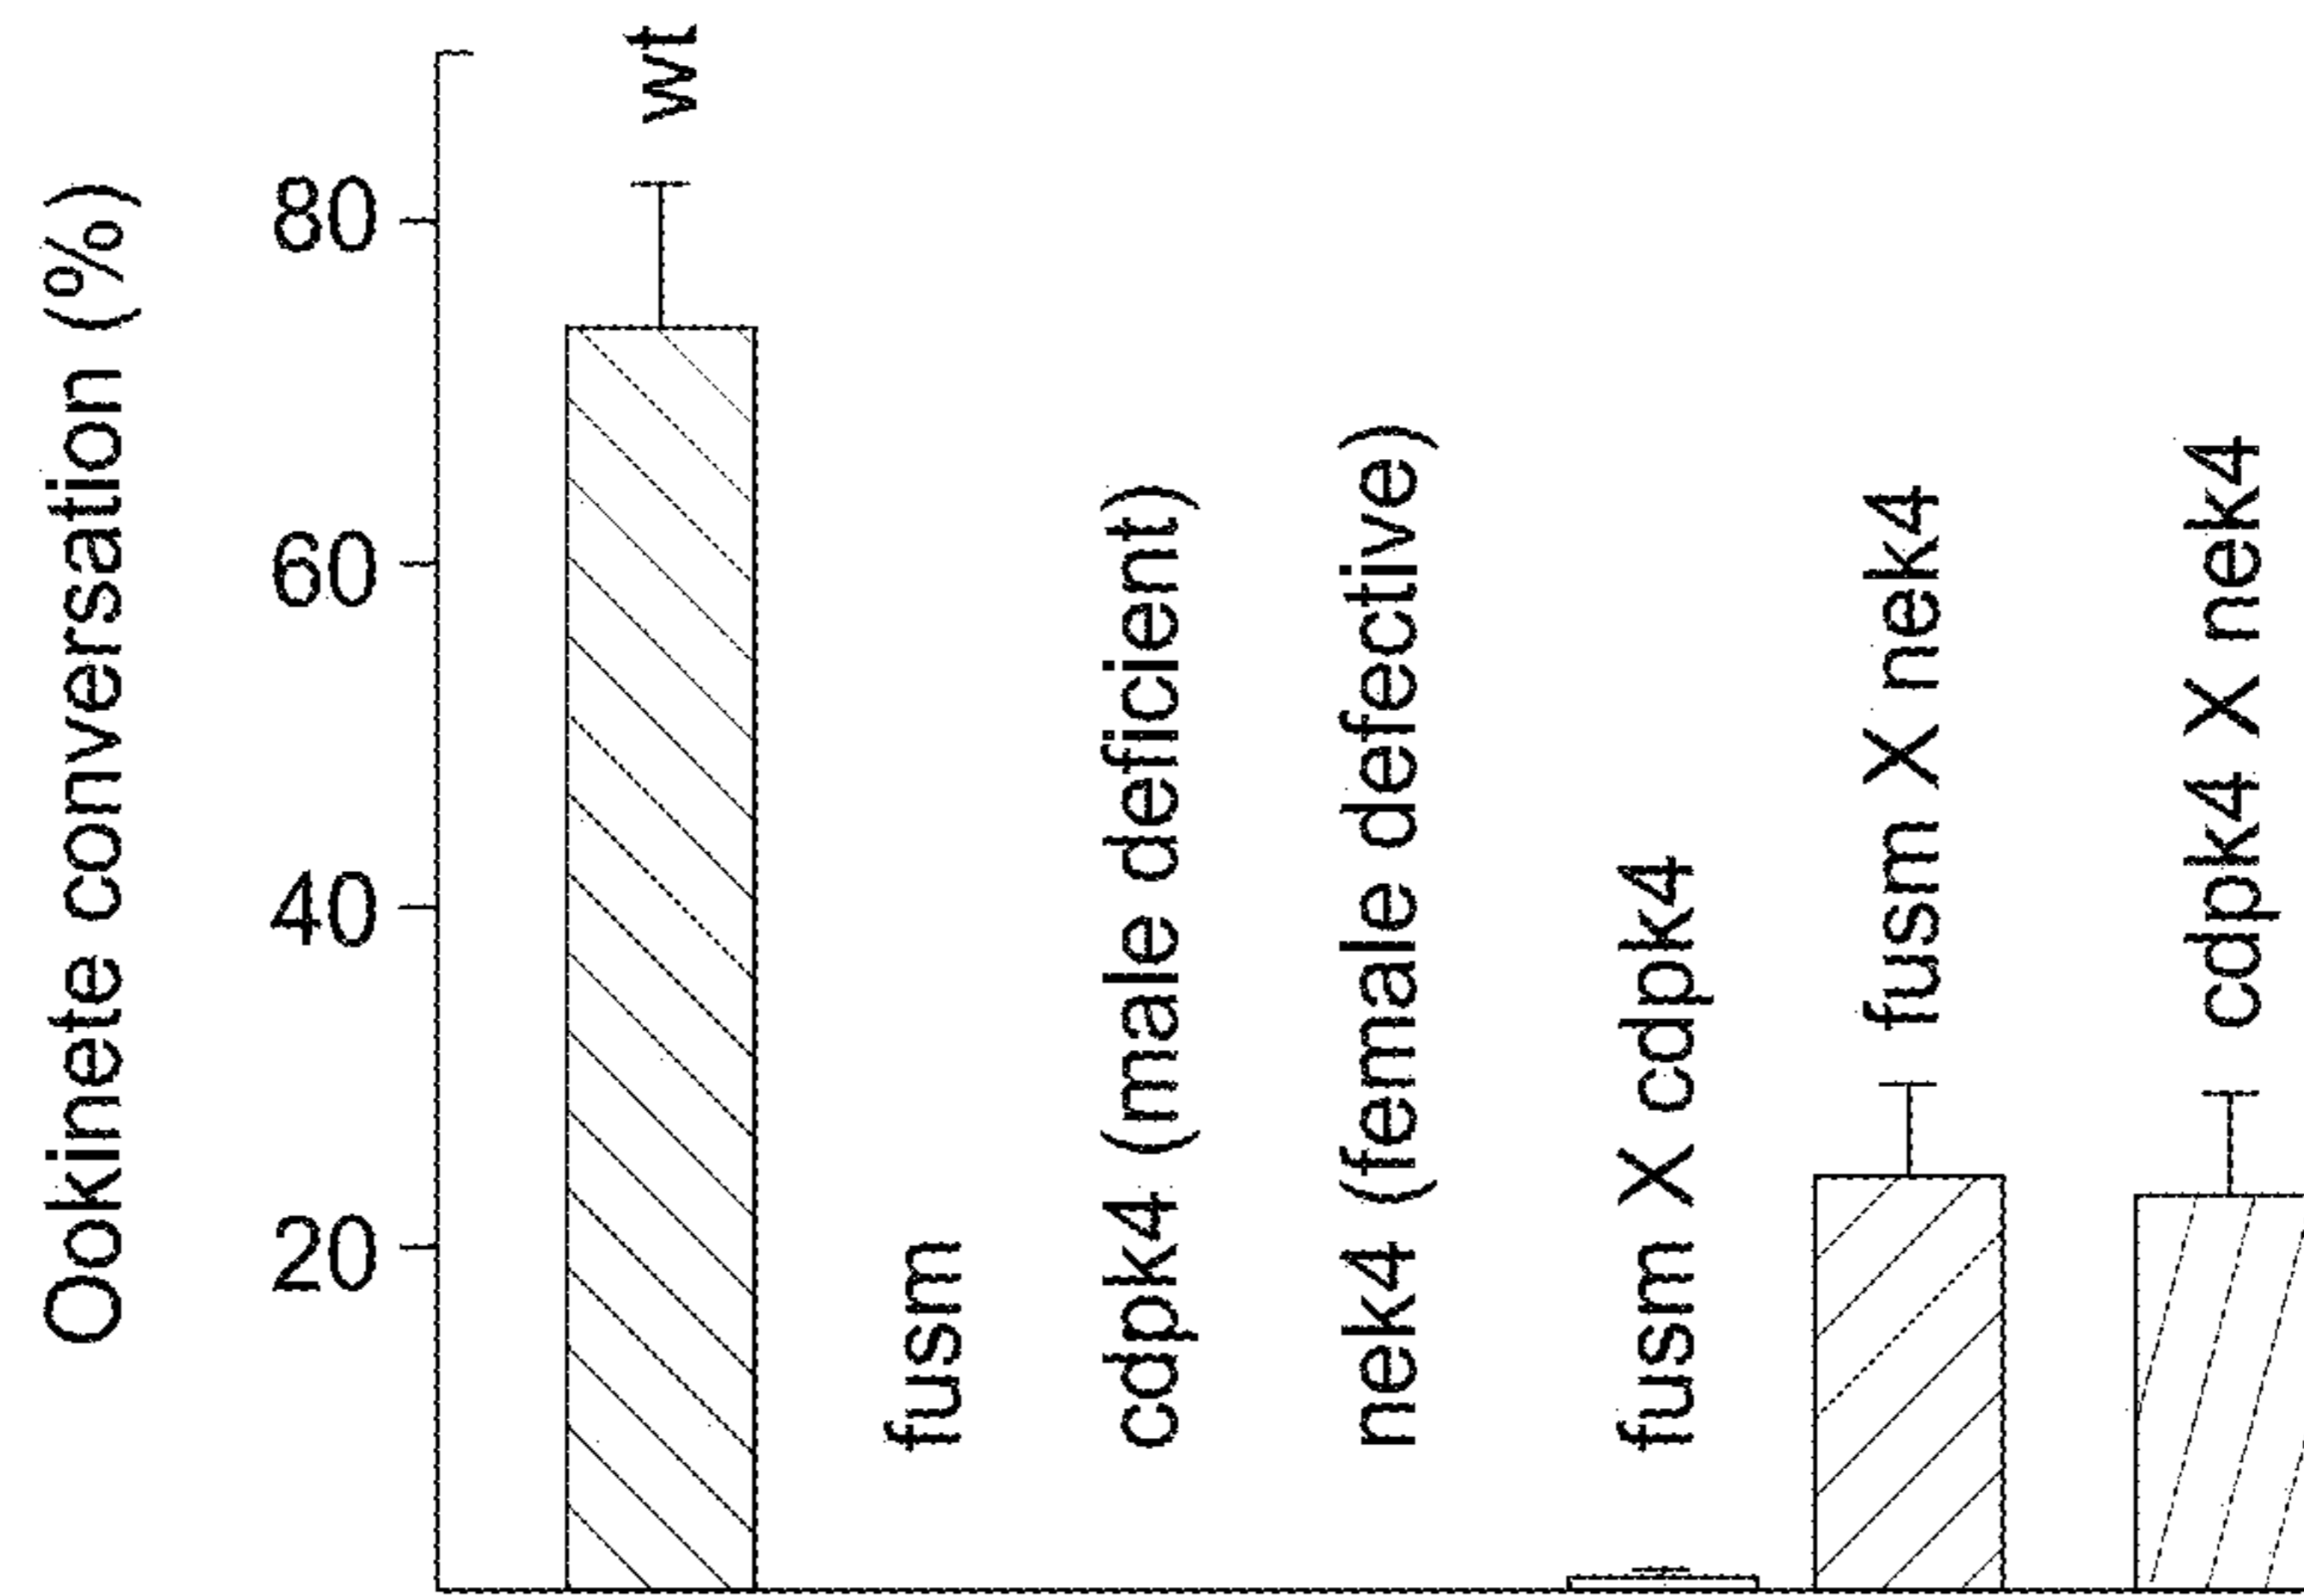 Ookinete conversation (%)
80
60
40
20
wt
fusm
cdpk4 (male deficient)
nek4 (female defective)
fusm X cdpk4
fusm X nek4
cdpk4 X nek4